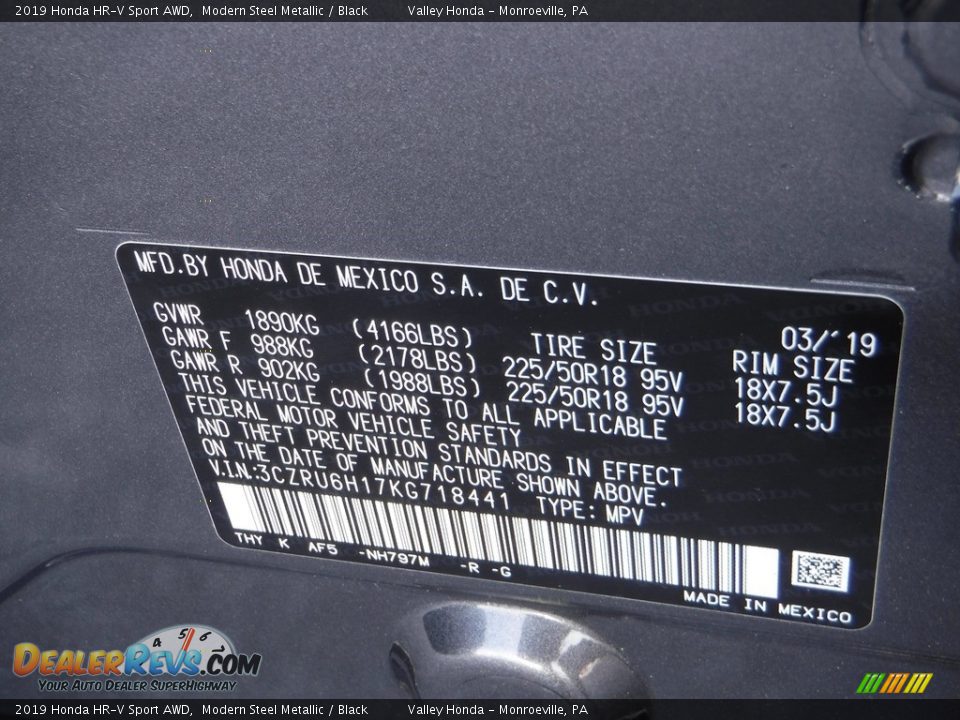 2019 Honda HR-V Sport AWD, Modern Steel Metallic / Black Valley Honda - Monroeville, PA
MFD.BY HONDA DE MEXICO S.A. DE C.V.
03/'19
GVWR 1890KG (4166LBS) TIRE SIZE RIM SIZE
GAWR F 988KG (2178LBS) 225/50R18 95V 18X7.5J
GAWR R 902KG (1988LBS) 225/50R18 95V 18X7.5J
THIS VEHICLE CONFORMS TO ALL APPLICABLE
FEDERAL MOTOR VEHICLE SAFETY
AND THEFT PREVENTION STANDARDS IN EFFECT
ON THE DATE OF MANUFACTURE SHOWN ABOVE.
V.I.N:3CZRU6H17KG718441 TYPE: MPV
THY K AF5 -NH797M -R -G
MADE IN MEXICO
4 5 6
DEALERREVS.COM
YOUR AUTO DEALER SUPERHIGHWAY
2019 Honda HR-V Sport AWD, Modern Steel Metallic / Black Valley Honda - Monroeville, PA